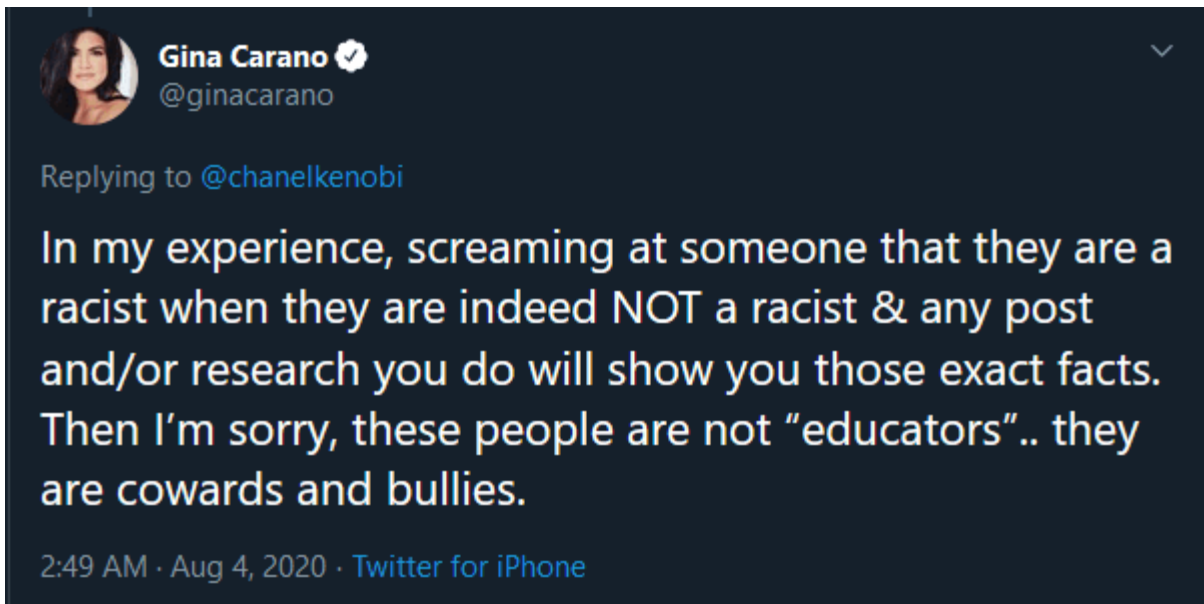 Gina Carano
@ginacarano
Replying to @chanelkenobi
In my experience, screaming at someone that they are a
racist when they are indeed NOT a racist & any post
and/or research you do will show you those exact facts.
Then I’m sorry, these people are not “educators”.. they
are cowards and bullies.
2:49 AM · Aug 4, 2020 · Twitter for iPhone